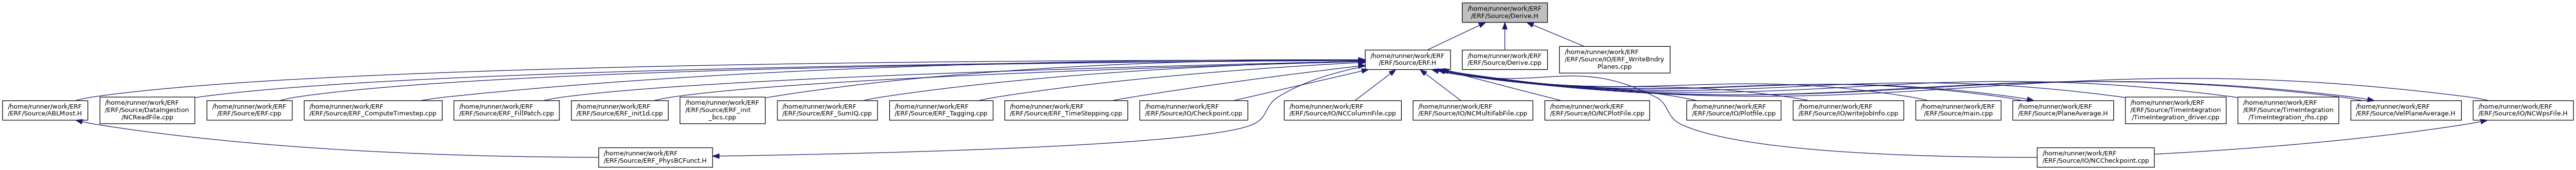 /home/runner/work/ERF
/ERF/Source/Derive.H
/home/runner/work/ERF
/ERF/Source/ERF.H
/home/runner/work/ERF
/ERF/Source/Derive.cpp
/home/runner/work/ERF
/ERF/Source/IO/ERF_WriteBndry
Planes.cpp
/home/runner/work/ERF
/ERF/Source/ABLMost.H
/home/runner/work/ERF
/ERF/Source/DataIngestion
/NCReadFile.cpp
/home/runner/work/ERF
/ERF/Source/ERF.cpp
/home/runner/work/ERF
/ERF/Source/ERF_ComputeTimestep.cpp
/home/runner/work/ERF
/ERF/Source/ERF_FillPatch.cpp
/home/runner/work/ERF
/ERF/Source/ERF_init1d.cpp
/home/runner/work/ERF
/ERF/Source/ERF_init
_bcs.cpp
/home/runner/work/ERF
/ERF/Source/ERF_SumIQ.cpp
/home/runner/work/ERF
/ERF/Source/ERF_Tagging.cpp
/home/runner/work/ERF
/ERF/Source/ERF_TimeStepping.cpp
/home/runner/work/ERF
/ERF/Source/IO/Checkpoint.cpp
/home/runner/work/ERF
/ERF/Source/IO/NCColumnFile.cpp
/home/runner/work/ERF
/ERF/Source/IO/NCMultiFabFile.cpp
/home/runner/work/ERF
/ERF/Source/IO/NCPlotFile.cpp
/home/runner/work/ERF
/ERF/Source/IO/Plotfile.cpp
/home/runner/work/ERF
/ERF/Source/IO/writeJobInfo.cpp
/home/runner/work/ERF
/ERF/Source/main.cpp
/home/runner/work/ERF
/ERF/Source/PlaneAverage.H
/home/runner/work/ERF
/ERF/Source/TimeIntegration
/TimeIntegration_driver.cpp
/home/runner/work/ERF
/ERF/Source/TimeIntegration
/TimeIntegration_rhs.cpp
/home/runner/work/ERF
/ERF/Source/VelPlaneAverage.H
/home/runner/work/ERF
/ERF/Source/IO/NCWpsFile.H
/home/runner/work/ERF
/ERF/Source/ERF_PhysBCFunct.H
/home/runner/work/ERF
/ERF/Source/IO/NCCheckpoint.cpp